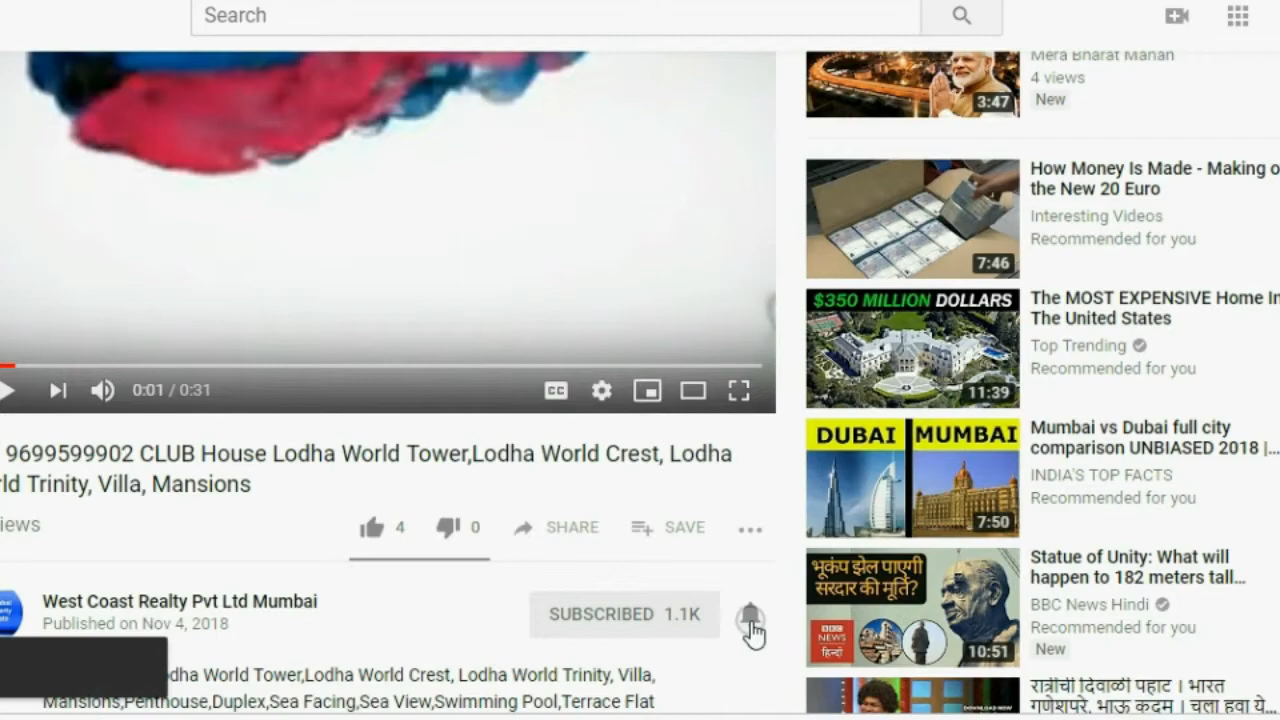 Search
Mera Bharat Mahan
4 views
New
3:47
How Money Is Made - Making o
the New 20 Euro
Interesting Videos
Recommended for you
7:46
$350 MILLION DOLLARS
11:39
The MOST EXPENSIVE Home In
The United States
Top Trending
Recommended for you
DUBAI MUMBAI
7:50
Mumbai vs Dubai full city
comparison UNBIASED 2018 |...
INDIA'S TOP FACTS
Recommended for you
भूकंप झेल पाएगी
सरदार की मूर्ति?
BBC
NEWS
हिन्दी
10:51
Statue of Unity: What will
happen to 182 meters tall...
BBC News Hindi
Recommended for you
New
DOWNLOAD NOW
रात्रीची दिवाळी पहाट । भारत
गणेशपुरे, भाऊ कदम । चला हवा ये...
CC
0:01 / 0:31
9699599902 CLUB House Lodha World Tower,Lodha World Crest, Lodha
rld Trinity, Villa, Mansions
iews
4
0
SHARE
SAVE
West Coast Realty Pvt Ltd Mumbai
Published on Nov 4, 2018
SUBSCRIBED 1.1K
dha World Tower,Lodha World Crest, Lodha World Trinity, Villa,
Mansions,Penthouse,Duplex,Sea Facing,Sea View,Swimming Pool,Terrace Flat